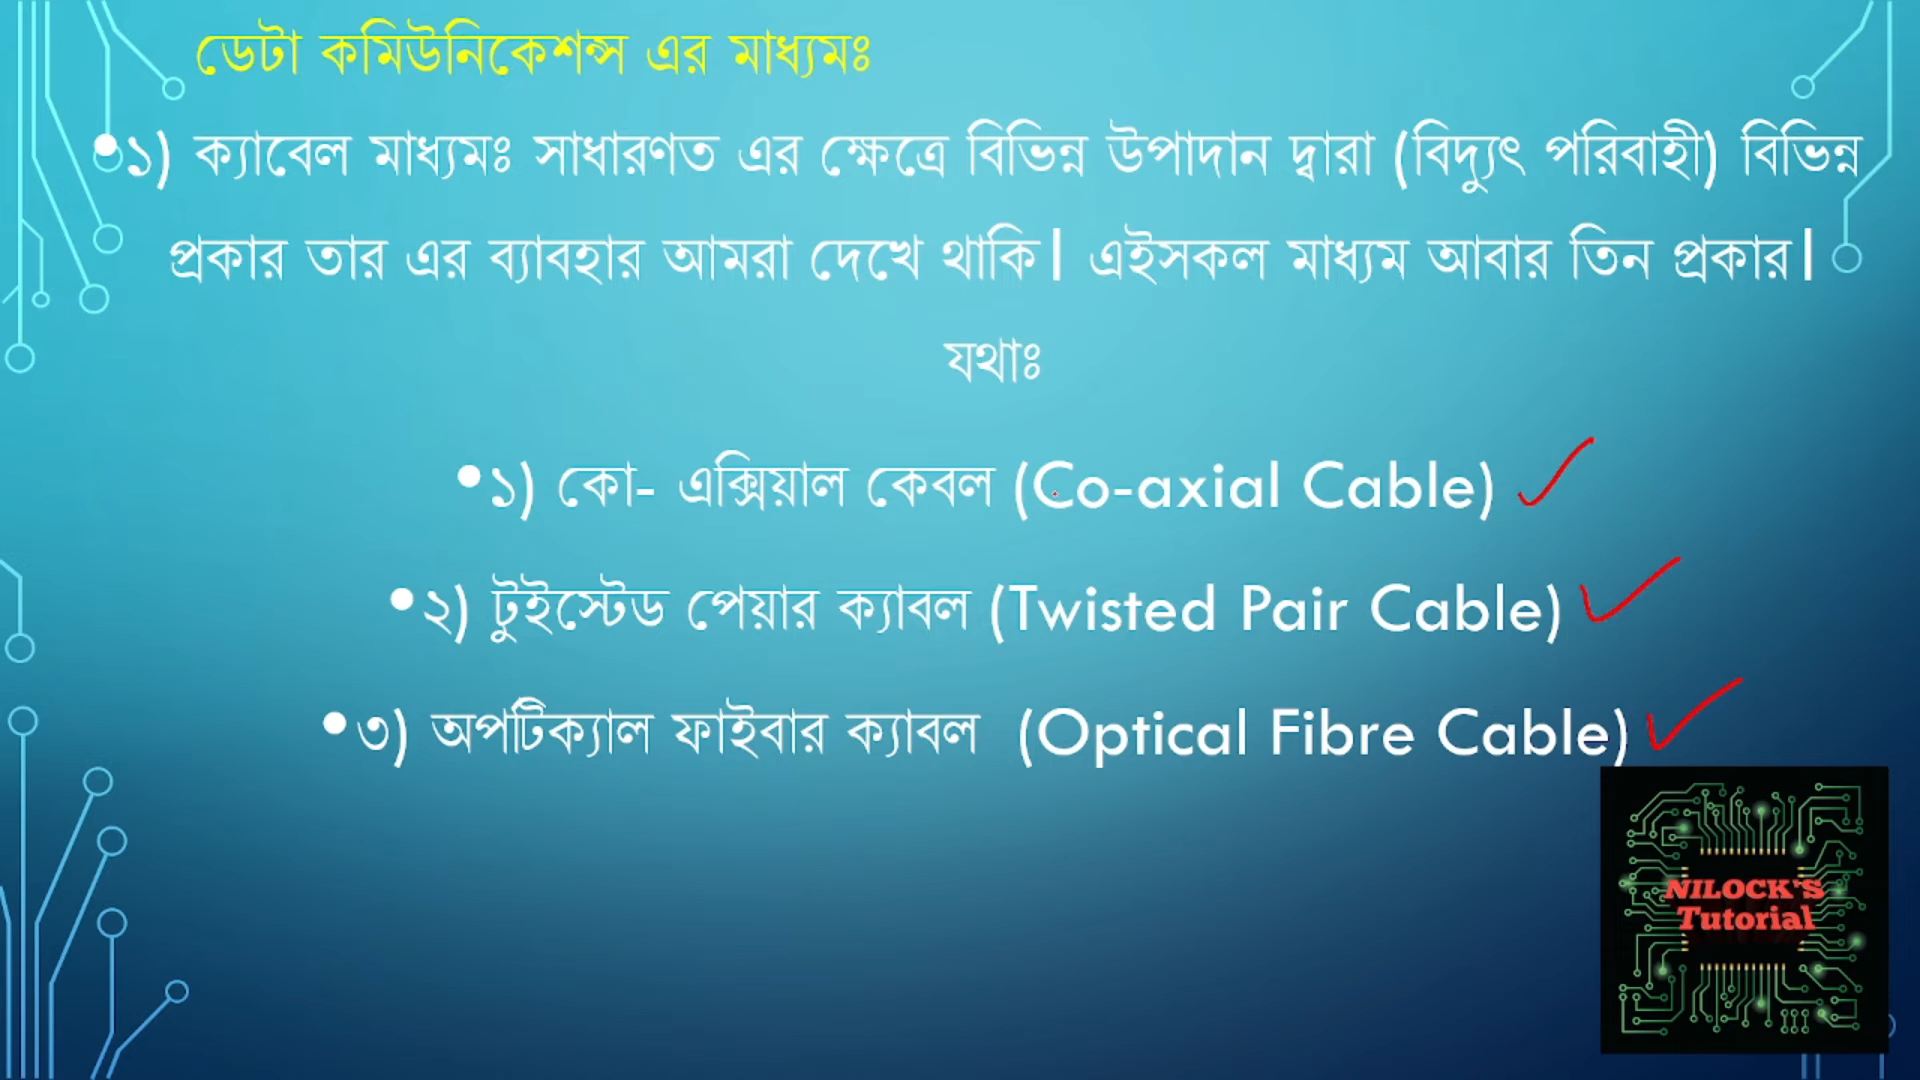 ডেটা কমিউনিকেশন্স এর মাধ্যমঃ
•১) ক্যাবেল মাধ্যমঃ সাধারণত এর ক্ষেত্রে বিভিন্ন উপাদান দ্বারা (বিদ্যুৎ পরিবাহী) বিভিন্ন
প্রকার তার এর ব্যাবহার আমরা দেখে থাকি। এইসকল মাধ্যম আবার তিন প্রকার।
যথাঃ
•১) কো- এক্সিয়াল কেবল (Co-axial Cable)
•২) টুইস্টেড পেয়ার ক্যাবল (Twisted Pair Cable)
•৩) অপটিক্যাল ফাইবার ক্যাবল (Optical Fibre Cable)
NILOCK'S
Tutorial